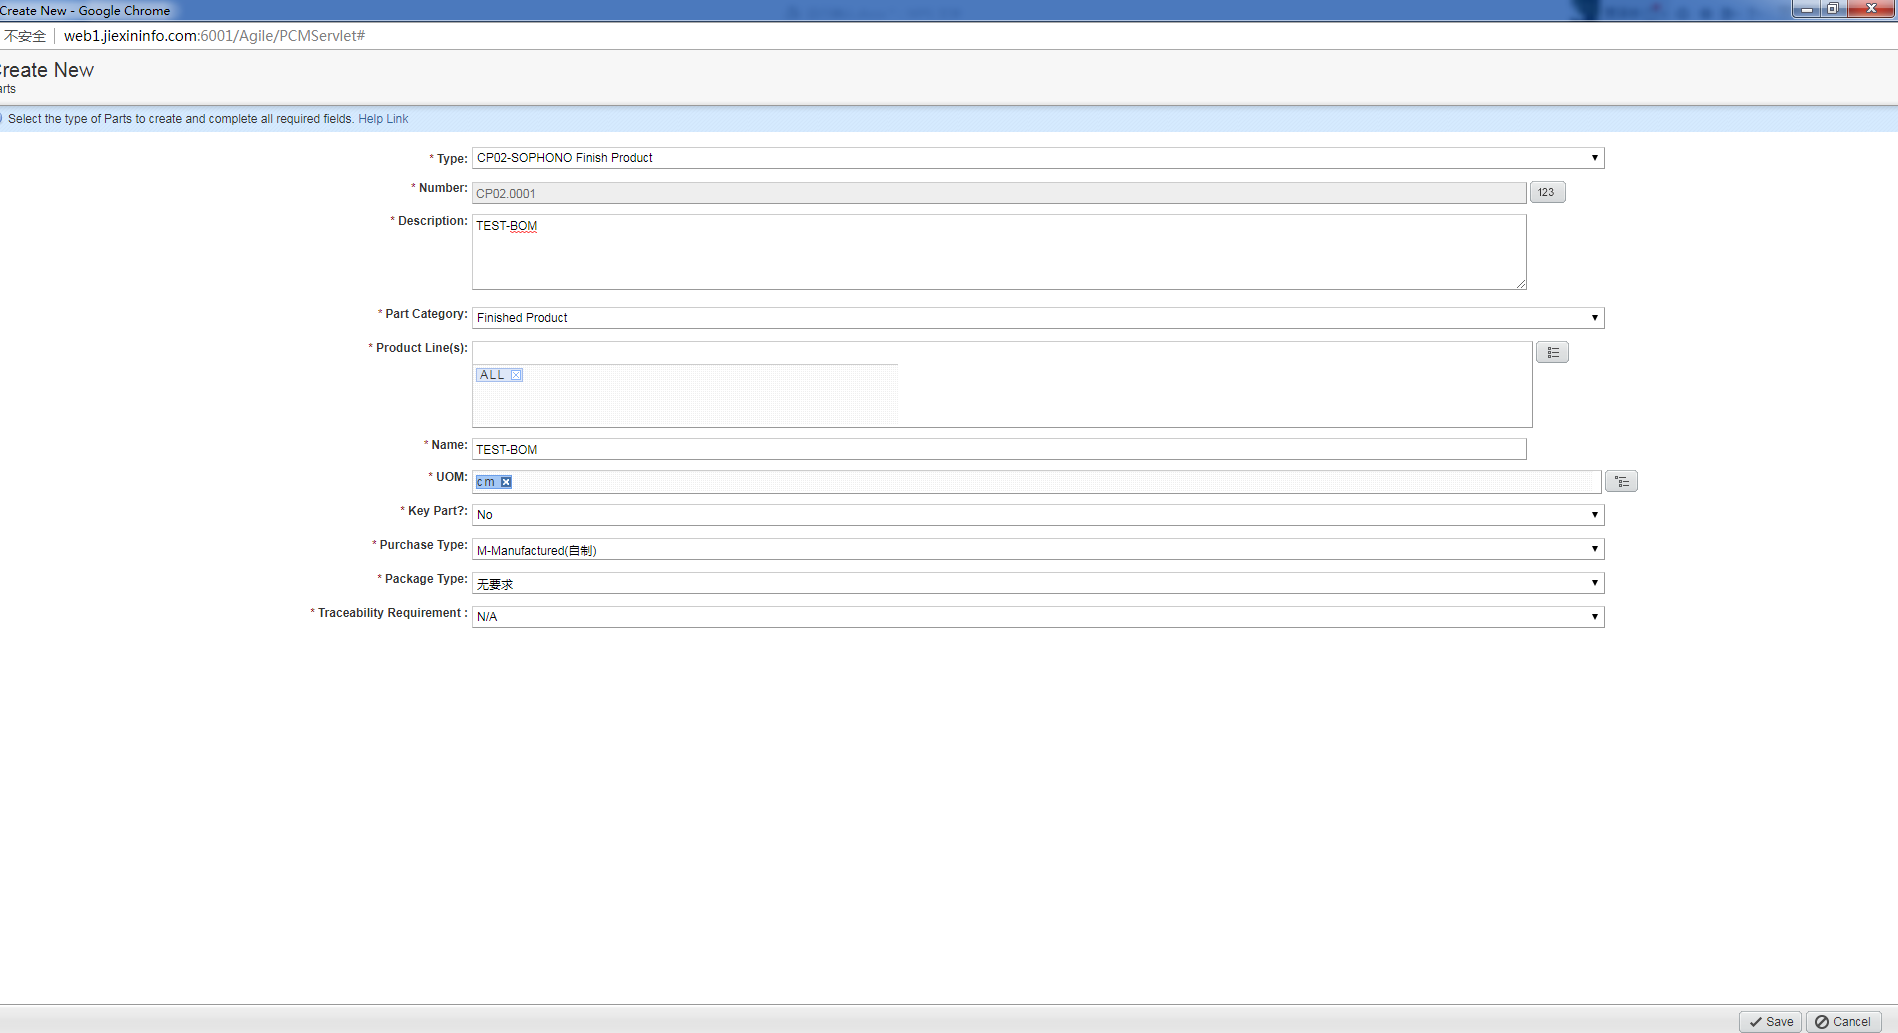 Create New - Google Chrome
不安全 web1.jiexininfo.com:6001/Agile/PCMServlet#
reate New
arts
Select the type of Parts to create and complete all required fields. Help Link
* Type: CP02-SOPHONO Finish Product
* Number: CP02.0001 123
* Description: TEST-BOM
* Part Category: Finished Product
* Product Line(s):
ALL
* Name: TEST-BOM
* UOM: cm
* Key Part?: No
* Purchase Type: M-Manufactured(自制)
* Package Type: 无要求
* Traceability Requirement : N/A
Save Cancel